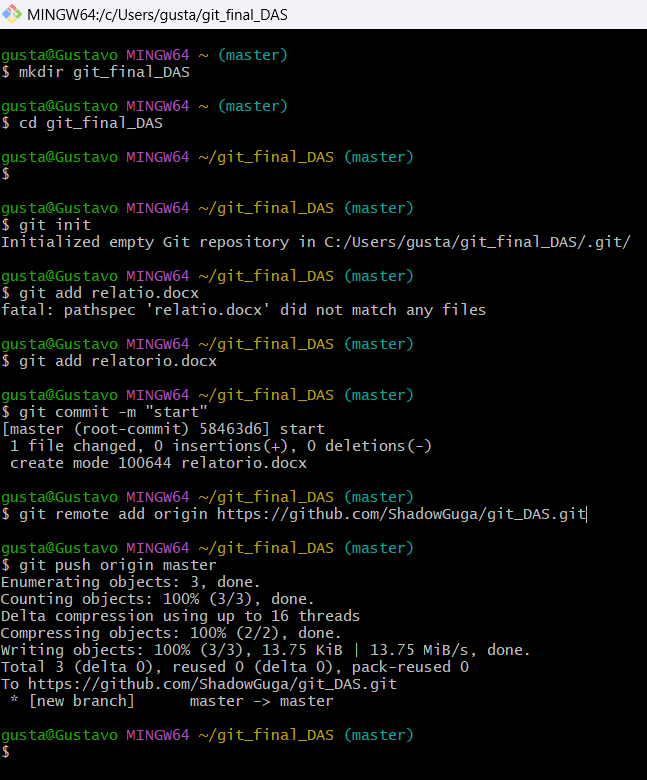 MINGW64:/c/Users/gusta/git_final_DAS
gusta@Gustavo MINGW64 ~ (master)
$ mkdir git_final_DAS
gusta@Gustavo MINGW64 ~ (master)
$ cd git_final_DAS
gusta@Gustavo MINGW64 ~/git_final_DAS (master)
$
gusta@Gustavo MINGW64 ~/git_final_DAS (master)
$ git init
Initialized empty Git repository in C:/Users/gusta/git_final_DAS/.git/
gusta@Gustavo MINGW64 ~/git_final_DAS (master)
$ git add relatio.docx
fatal: pathspec 'relatio.docx' did not match any files
gusta@Gustavo MINGW64 ~/git_final_DAS (master)
$ git add relatorio.docx
gusta@Gustavo MINGW64 ~/git_final_DAS (master)
$ git commit -m "start"
[master (root-commit) 58463d6] start
 1 file changed, 0 insertions(+), 0 deletions(-)
 create mode 100644 relatorio.docx
gusta@Gustavo MINGW64 ~/git_final_DAS (master)
$ git remote add origin https://github.com/ShadowGuga/git_DAS.git
gusta@Gustavo MINGW64 ~/git_final_DAS (master)
$ git push origin master
Enumerating objects: 3, done.
Counting objects: 100% (3/3), done.
Delta compression using up to 16 threads
Compressing objects: 100% (2/2), done.
Writing objects: 100% (3/3), 13.75 KiB | 13.75 MiB/s, done.
Total 3 (delta 0), reused 0 (delta 0), pack-reused 0
To https://github.com/ShadowGuga/git_DAS.git
 * [new branch]      master -> master
gusta@Gustavo MINGW64 ~/git_final_DAS (master)
$